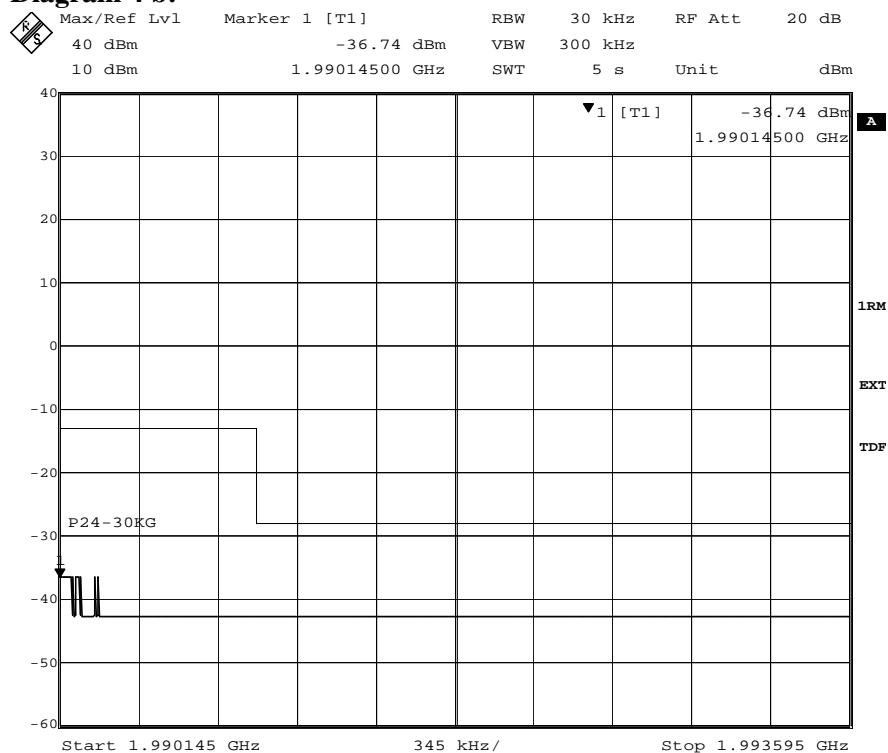 Max/Ref Lvl Marker 1 [T1] RBW 30 kHz RF Att 20 dB
40 dBm -36.74 dBm VBW 300 kHz
10 dBm 1.99014500 GHz SWT 5 s Unit dBm
40
1 [T1] -36.74 dBm
A
1.99014500 GHz
30
20
10
1RM
0
EXT
-10
TDF
-20
P24-30KG
-30
1
-40
-50
-60
Start 1.990145 GHz 345 kHz/ Stop 1.993595 GHz
R S